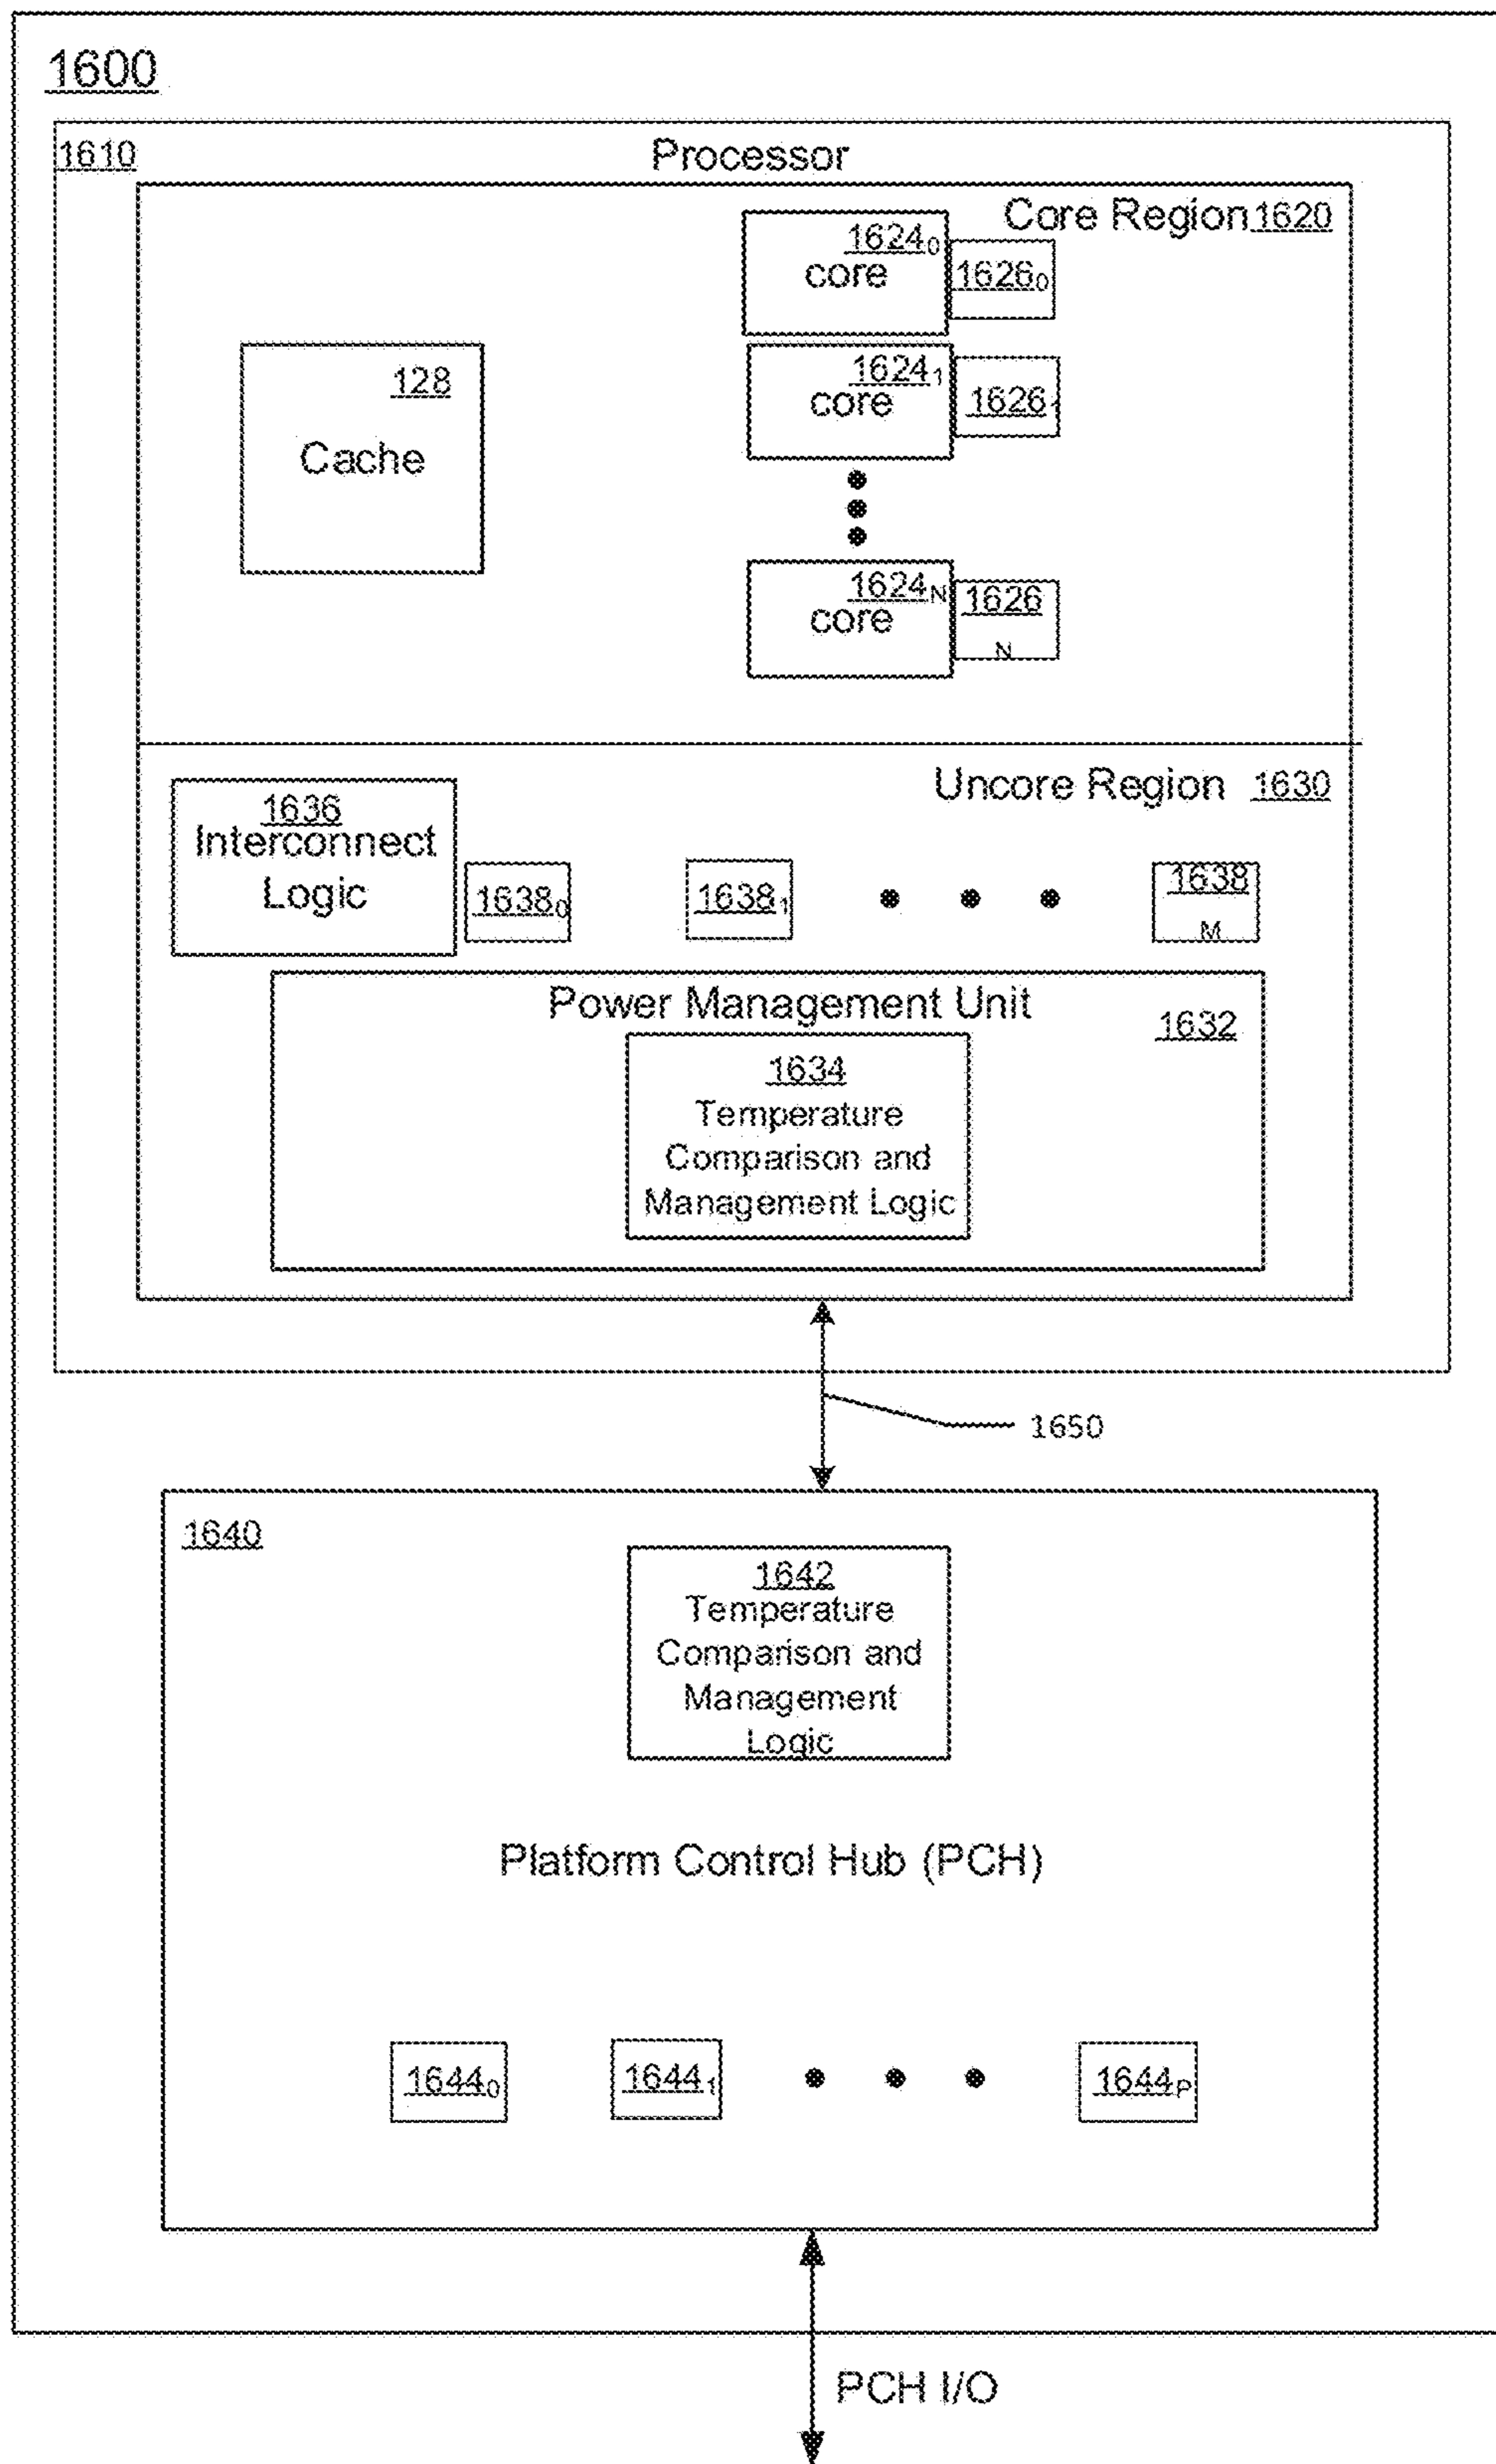 1600
1610
Processor
Core Region 1620
1624₀
core
1626₀
128
Cache
1624₁
core
1626₁
1624N
core
1626
N
Uncore Region 1630
1636
Interconnect
Logic
1638₀
1638₁
1638
M
Power Management Unit
1632
1634
Temperature
Comparison and
Management Logic
1650
1640
1642
Temperature
Comparison and
Management
Logic
Platform Control Hub (PCH)
1644₀
1644₁
1644P
PCH I/O